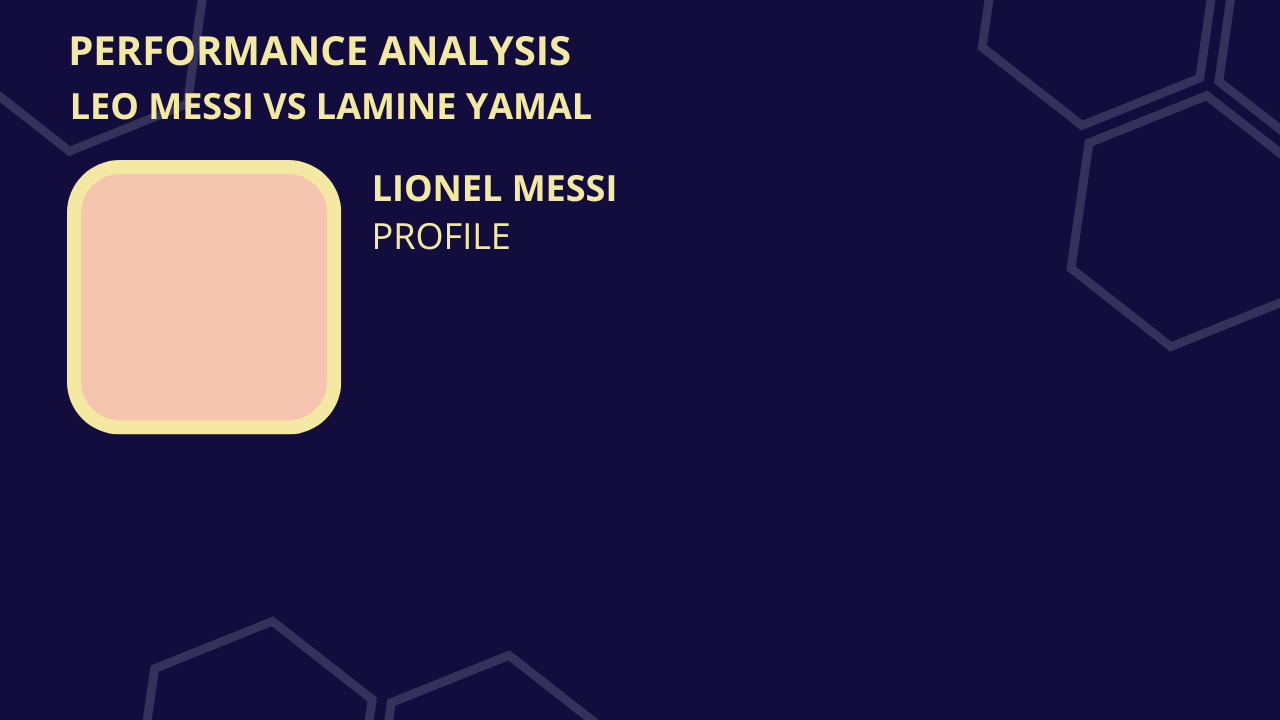 PERFORMANCE ANALYSIS
LEO MESSI VS LAMINE YAMAL
LIONEL MESSI
PROFILE